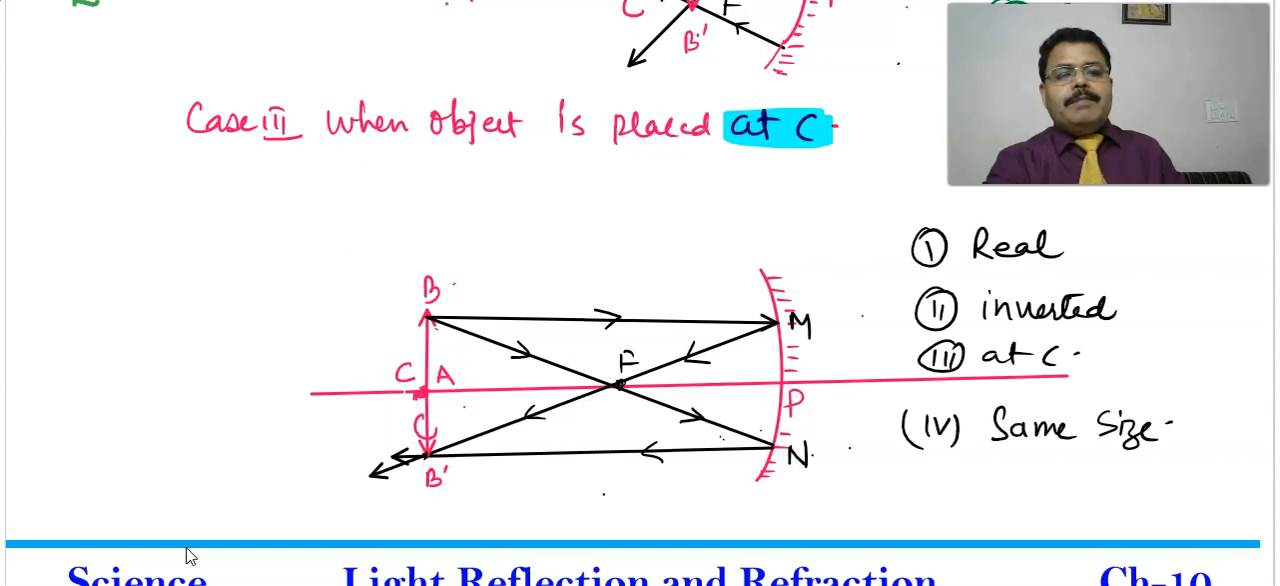 C
F
B'
Case III when object is placed at C.
B
M
F
C A
P
C
B'
N
(I) Real
(II) inverted
(III) at C.
(IV) Same Size.
Science Light Reflection and Refraction Ch-10